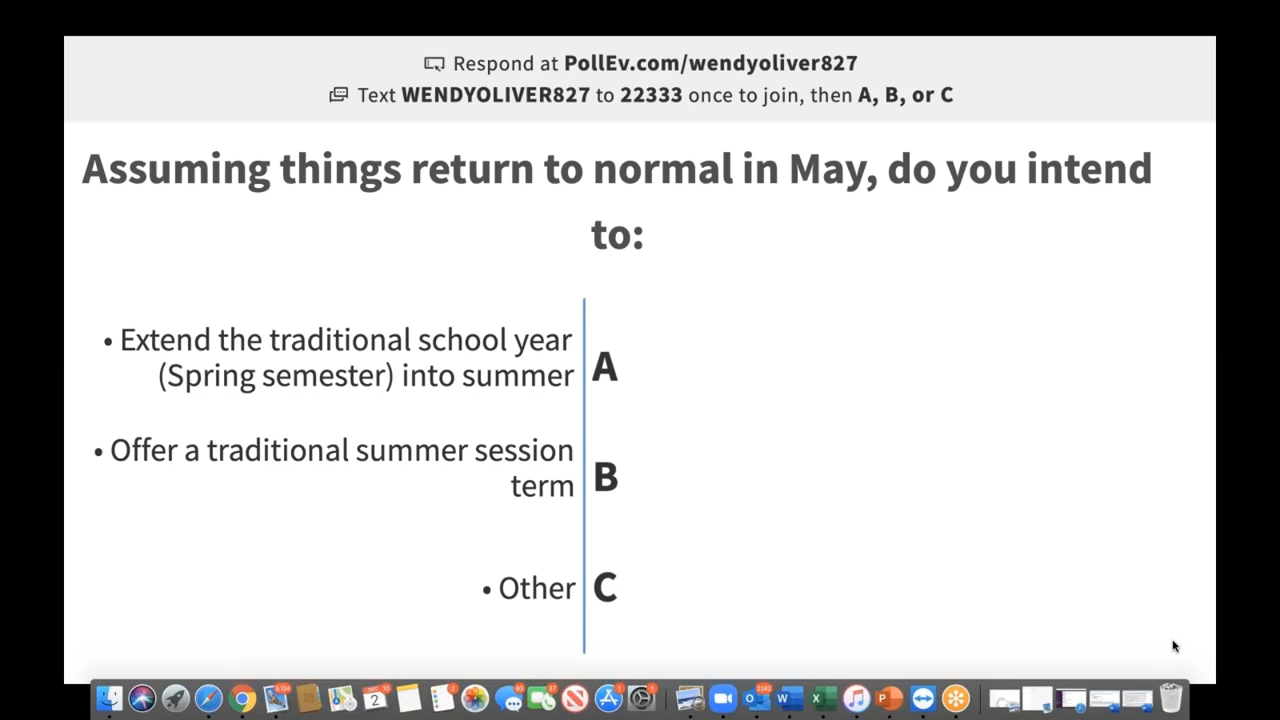 Respond at PollEv.com/wendyoliver827
Text WENDYOLIVER827 to 22333 once to join, then A, B, or C
Assuming things return to normal in May, do you intend
to:
• Extend the traditional school year
(Spring semester) into summer
A
• Offer a traditional summer session
term
B
• Other
C